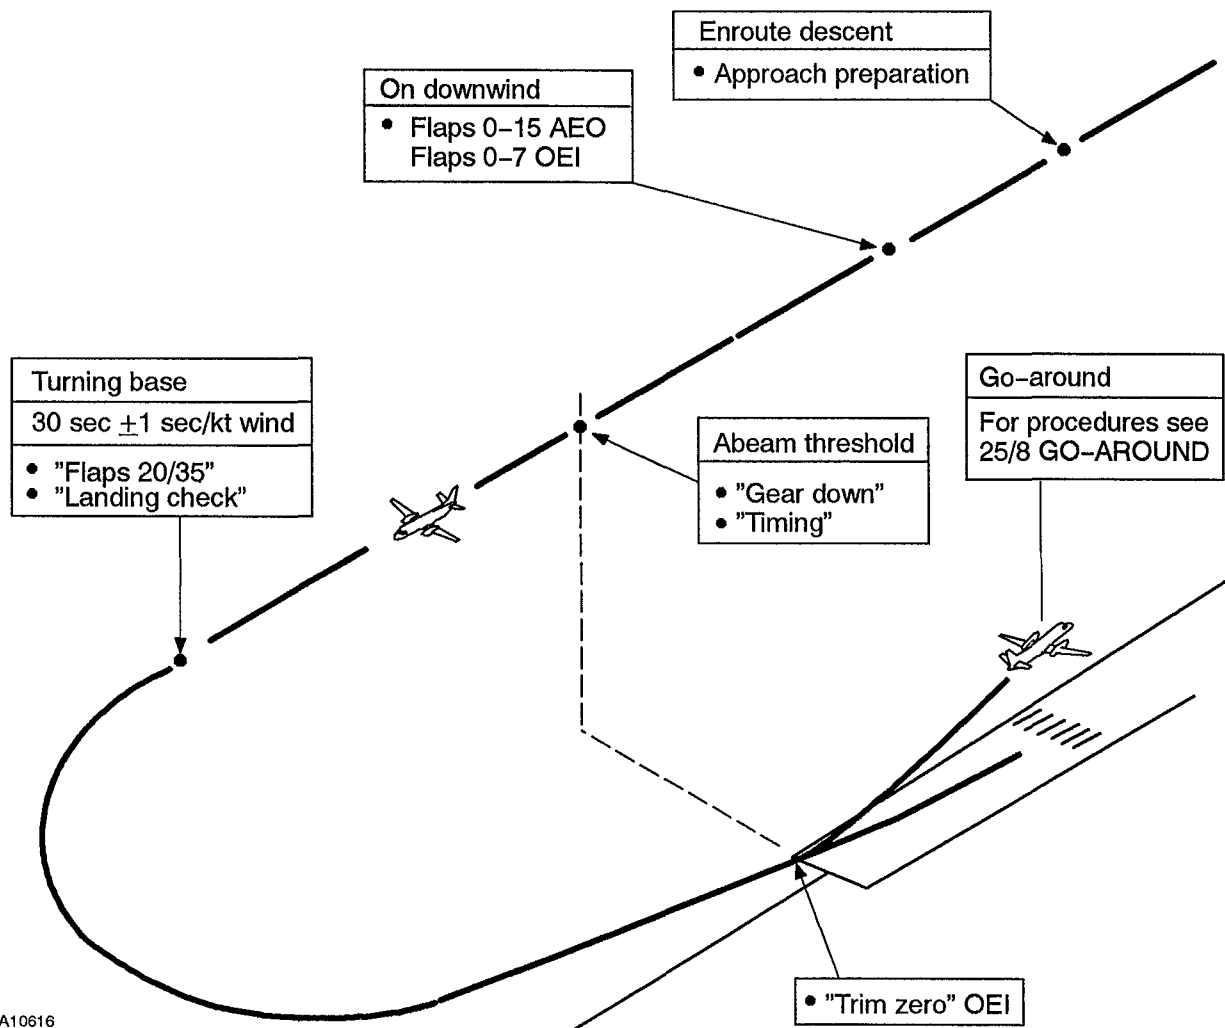 Enroute descent
• Approach preparation
On downwind
• Flaps 0–15 AEO
Flaps 0–7 OEI
Turning base
30 sec ±1 sec/kt wind
• ”Flaps 20/35”
• ”Landing check”
Abeam threshold
• ”Gear down”
• ”Timing”
Go–around
For procedures see
25/8 GO–AROUND
• ”Trim zero” OEI
A10616